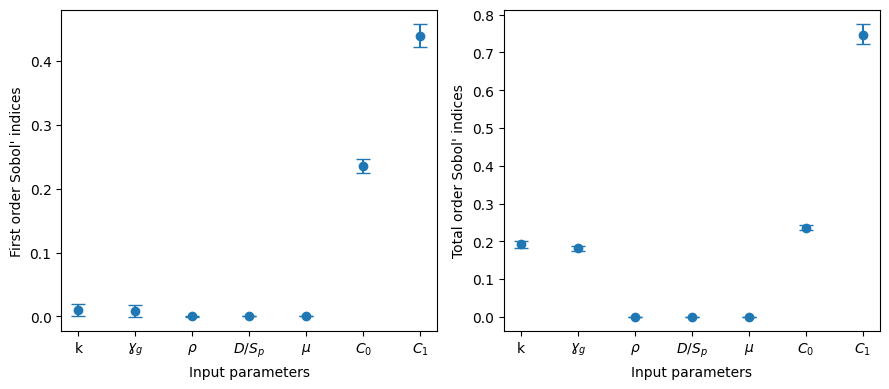 First order Sobol' indices
0.4
0.3
0.2
0.1
0.0
k ɣg ρ D/Sp μ C0 C1
Input parameters
Total order Sobol' indices
0.8
0.7
0.6
0.5
0.4
0.3
0.2
0.1
0.0
k ɣg ρ D/Sp μ C0 C1
Input parameters